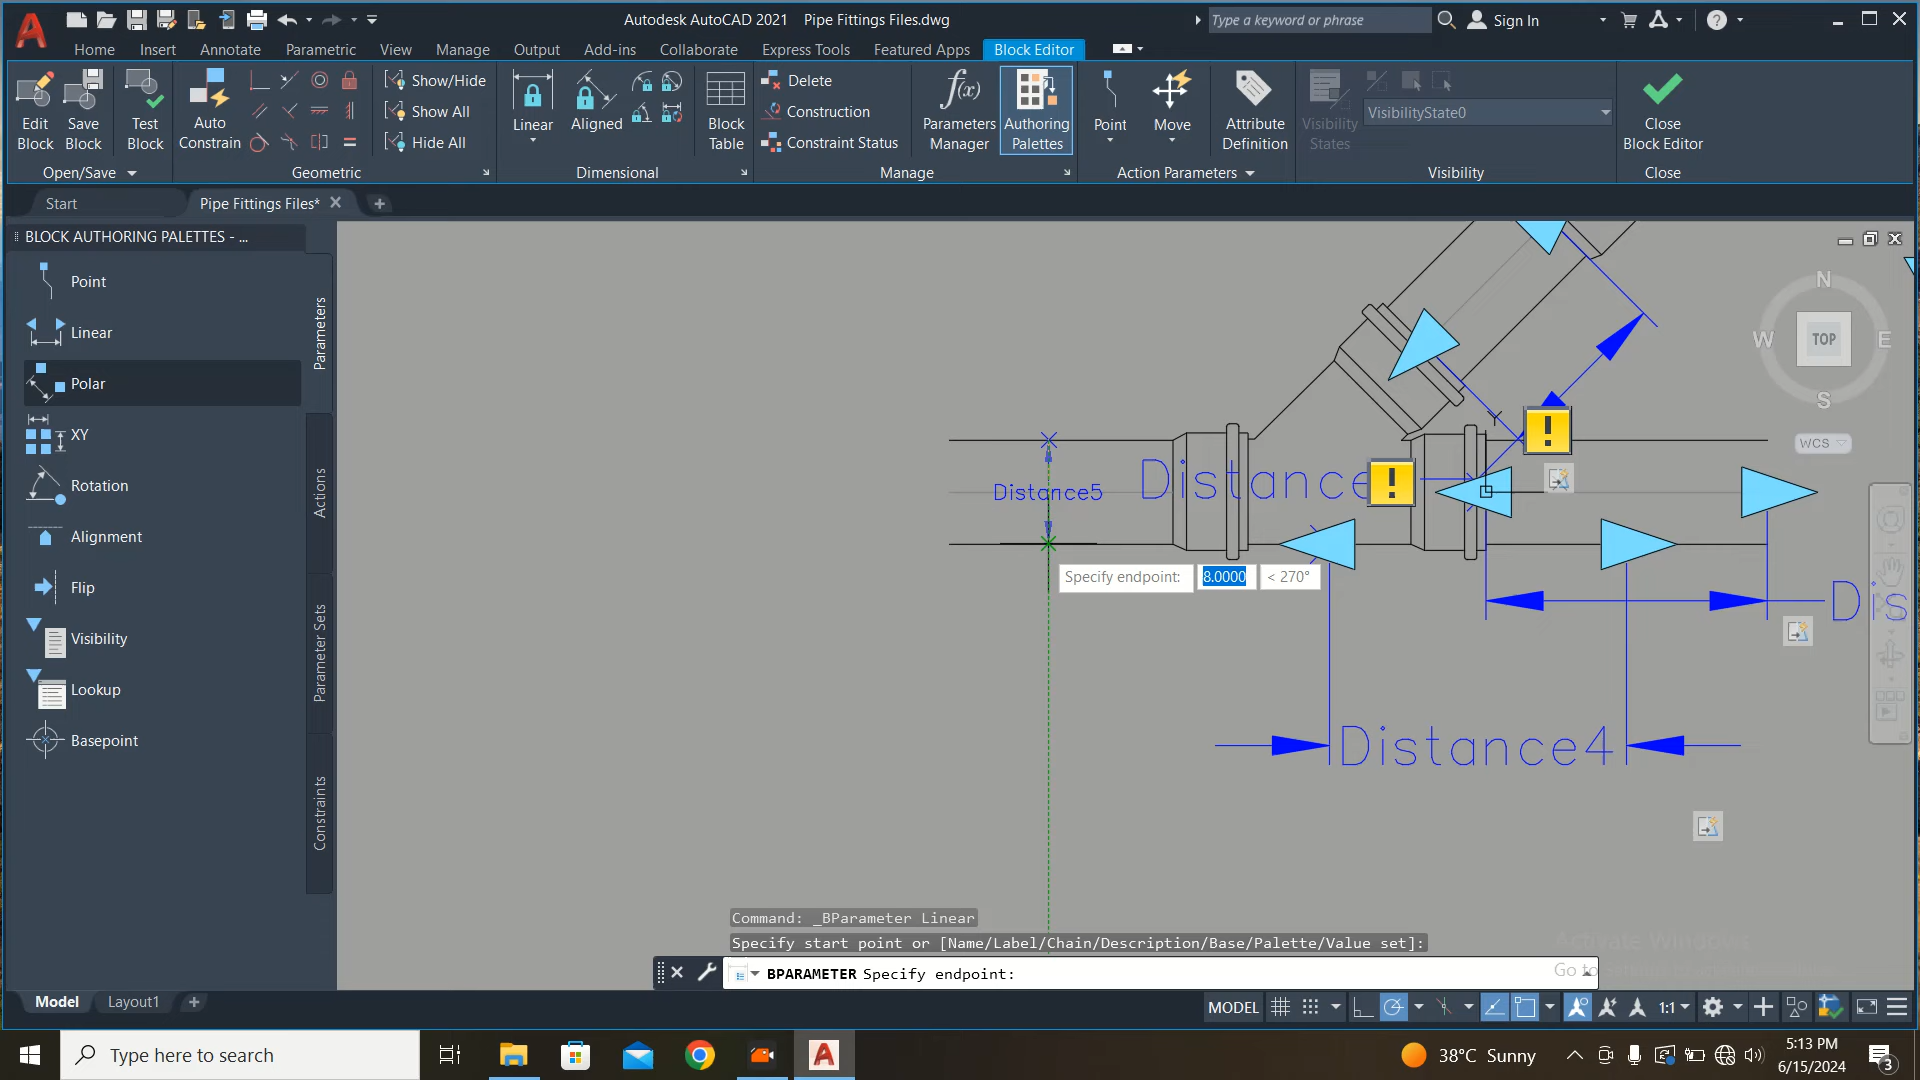 Autodesk AutoCAD 2021 Pipe Fittings Files.dwg
Type a keyword or phrase
Sign In
Home Insert Annotate Parametric View Manage Output Add-ins Collaborate Express Tools Featured Apps Block Editor
Edit Block
Save Block
Test Block
Auto Constrain
Show/Hide
Show All
Hide All
Linear
Aligned
Block Table
Delete
Construction
Constraint Status
Parameters Manager
Authoring Palettes
Point
Move
Attribute Definition
Visibility States
VisibilityState0
Close Block Editor
Open/Save
Geometric
Dimensional
Manage
Action Parameters
Visibility
Close
Start
Pipe Fittings Files*
BLOCK AUTHORING PALETTES - ...
Point
Linear
Polar
XY
Rotation
Alignment
Flip
Visibility
Lookup
Basepoint
Parameters
Actions
Parameter Sets
Constraints
N
W
TOP
E
S
WCS
Y
Distance5
Distance
!
!
Dis
Distance4
Specify endpoint: 8.0000 < 270°
Command: _BParameter Linear
Specify start point or [Name/Label/Chain/Description/Base/Palette/Value set]:
BPARAMETER Specify endpoint:
Activate Windows
Go to
Model
Layout1
MODEL
1:1
Type here to search
38°C Sunny
5:13 PM
6/15/2024
3